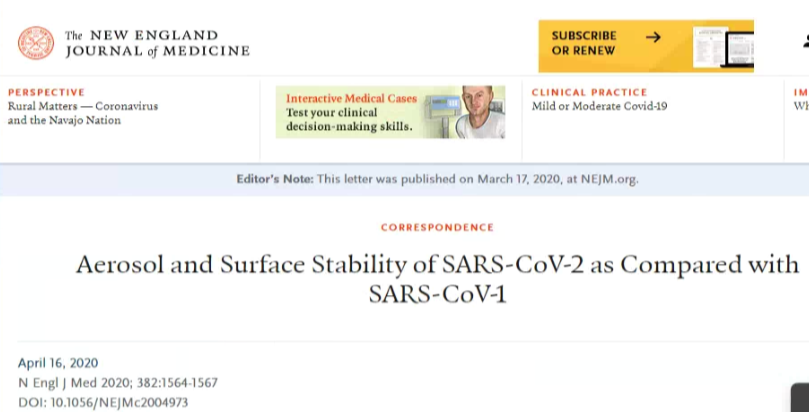 The NEW ENGLAND
JOURNAL of MEDICINE
SUBSCRIBE
OR RENEW
PERSPECTIVE
Rural Matters — Coronavirus
and the Navajo Nation
Interactive Medical Cases
Test your clinical
decision-making skills.
CLINICAL PRACTICE
Mild or Moderate Covid-19
IM
Wh
Editor's Note: This letter was published on March 17, 2020, at NEJM.org.
CORRESPONDENCE
Aerosol and Surface Stability of SARS-CoV-2 as Compared with
SARS-CoV-1
April 16, 2020
N Engl J Med 2020; 382:1564-1567
DOI: 10.1056/NEJMc2004973